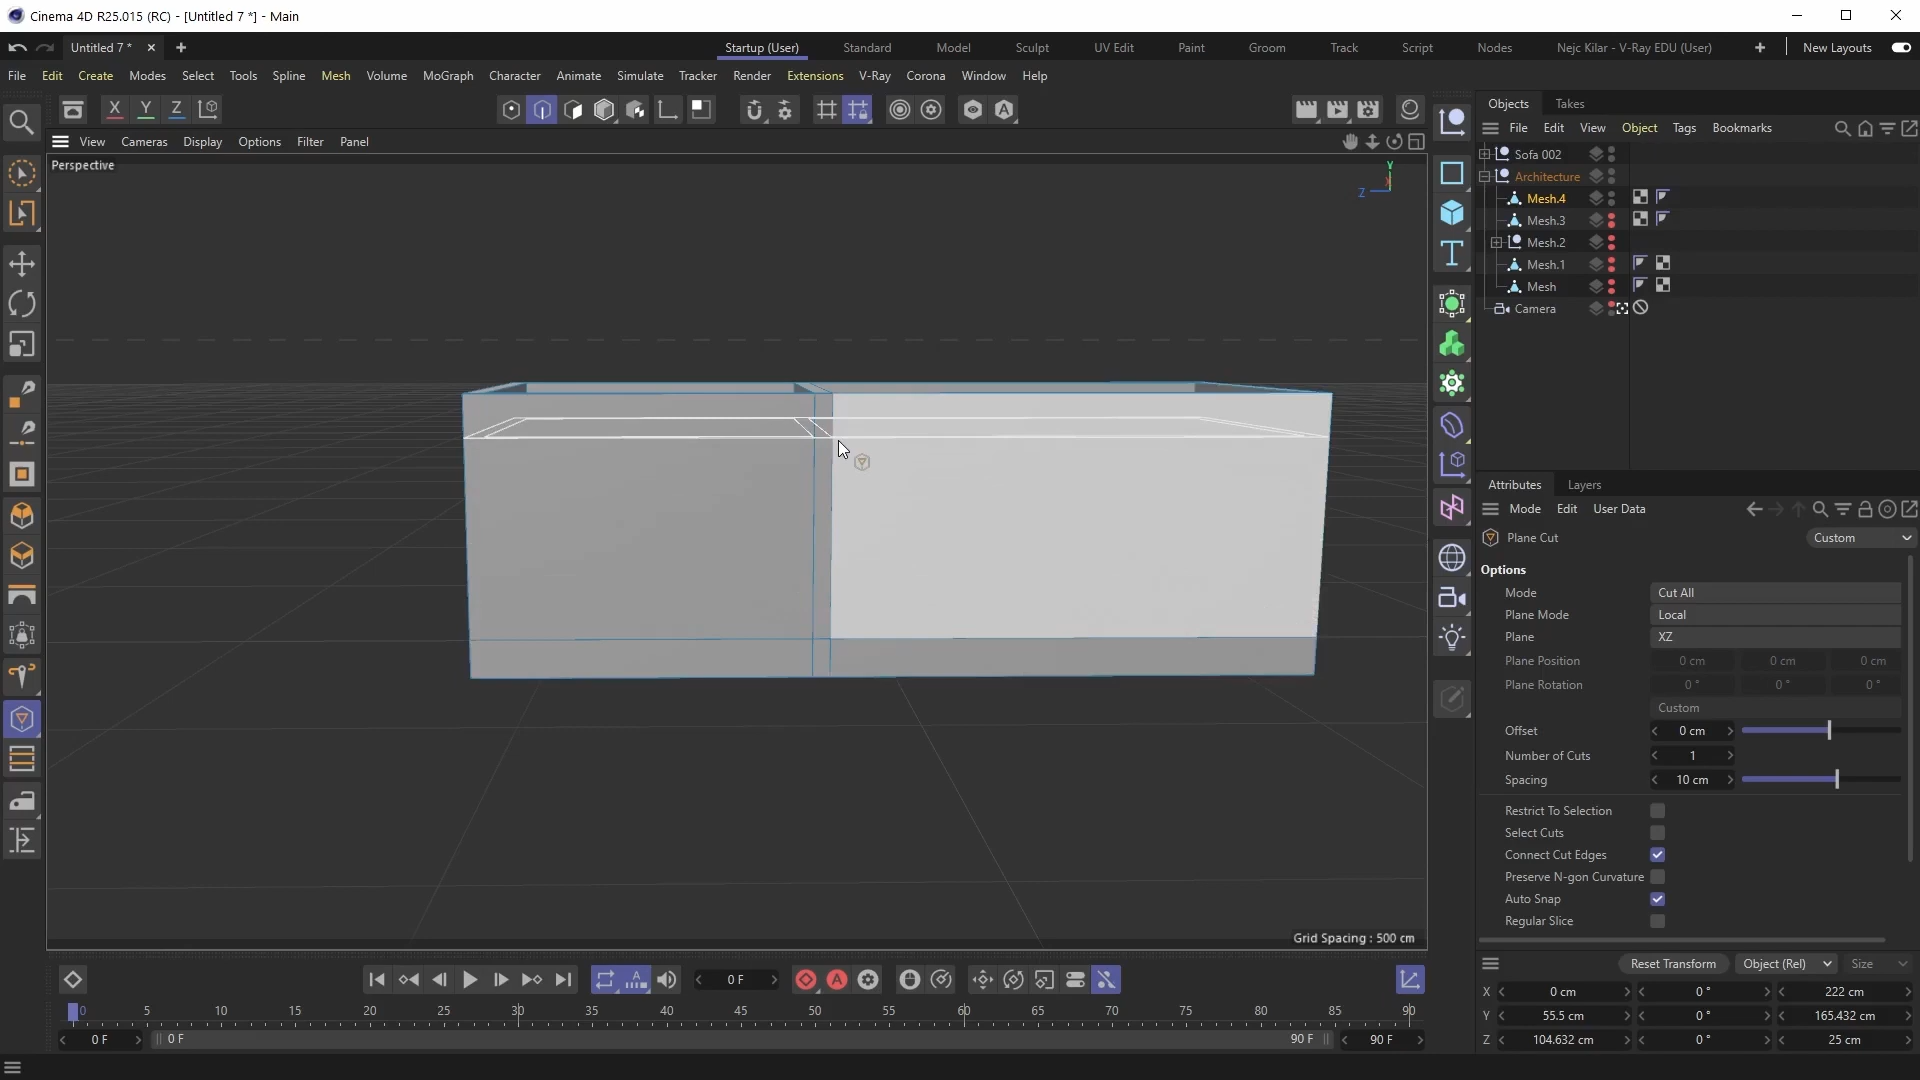 Cinema 4D R25.015 (RC) - [Untitled 7 *] - Main
Untitled 7 *
Startup (User) Standard Model Sculpt UV Edit Paint Groom Track Script Nodes Nejc Kilar - V-Ray EDU (User) New Layouts
File Edit Create Modes Select Tools Spline Mesh Volume MoGraph Character Animate Simulate Tracker Render Extensions V-Ray Corona Window Help
X Y Z
View Cameras Display Options Filter Panel
Perspective
Y
Z
Grid Spacing : 500 cm
Objects Takes
File Edit View Object Tags Bookmarks
Sofa 002
Architecture
Mesh.4
Mesh.3
Mesh.2
Mesh.1
Mesh
Camera
Attributes Layers
Mode Edit User Data
Plane Cut Custom
Options
Mode Cut All
Plane Mode Local
Plane XZ
Plane Position 0 cm 0 cm 0 cm
Plane Rotation 0 ° 0 ° 0 °
Custom
Offset 0 cm
Number of Cuts 1
Spacing 10 cm
Restrict To Selection
Select Cuts
Connect Cut Edges
Preserve N-gon Curvature
Auto Snap
Regular Slice
0 F
0 5 10 15 20 25 30 35 40 45 50 55 60 65 70 75 80 85 90
0 F 0 F 90 F 90 F
Reset Transform Object (Rel) Size
X 0 cm 0 ° 222 cm
Y 55.5 cm 0 ° 165.432 cm
Z 104.632 cm 0 ° 25 cm